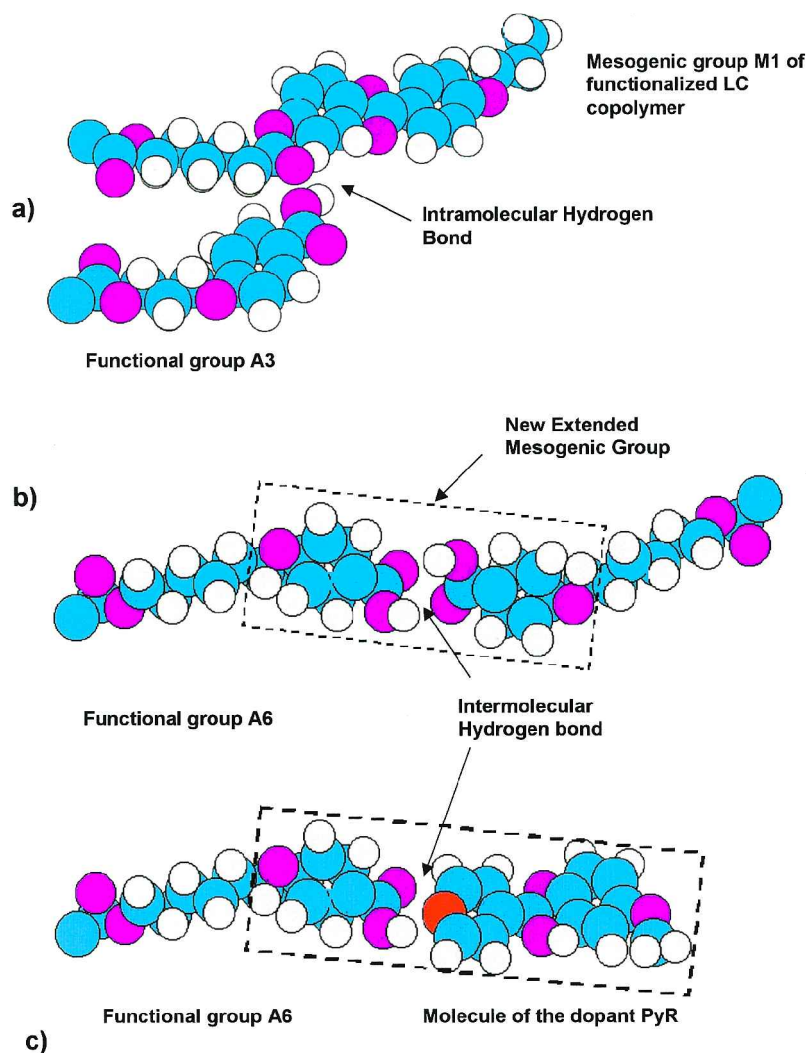 Mesogenic group M1 of
functionalized LC
copolymer
a)
Intramolecular Hydrogen
Bond
Functional group A3
New Extended
Mesogenic Group
b)
Functional group A6
Intermolecular
Hydrogen bond
Functional group A6
Molecule of the dopant PyR
c)